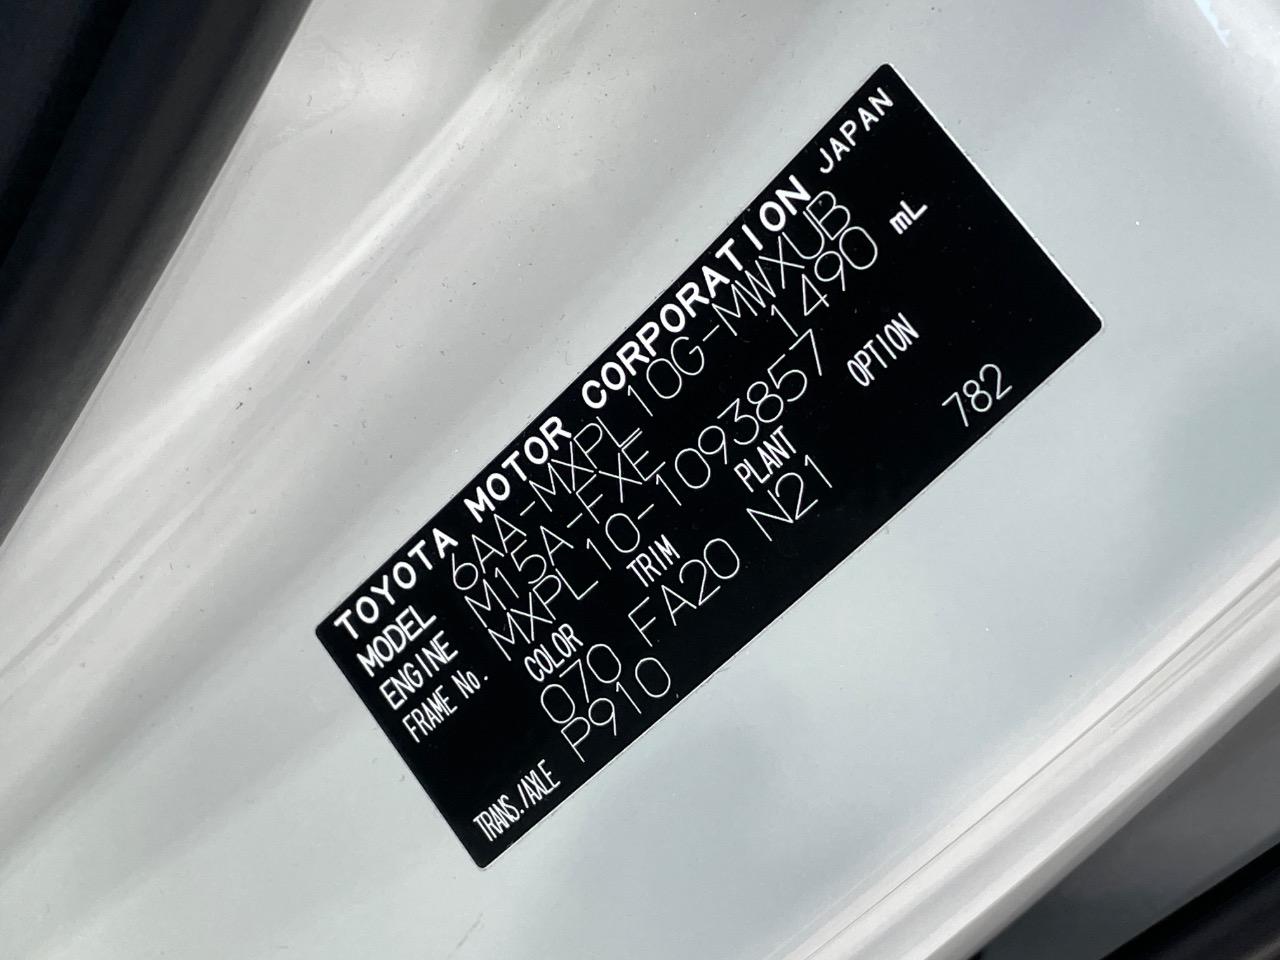 TOYOTA MOTOR CORPORATION JAPAN
MODEL 6AA-MXPL10G-MWXUB
ENGINE M15A-FXE 1490 mL
FRAME No. MXPL10-1093857
COLOR TRIM PLANT OPTION
070 FA20 N21 782
TRANS./AXLE P910